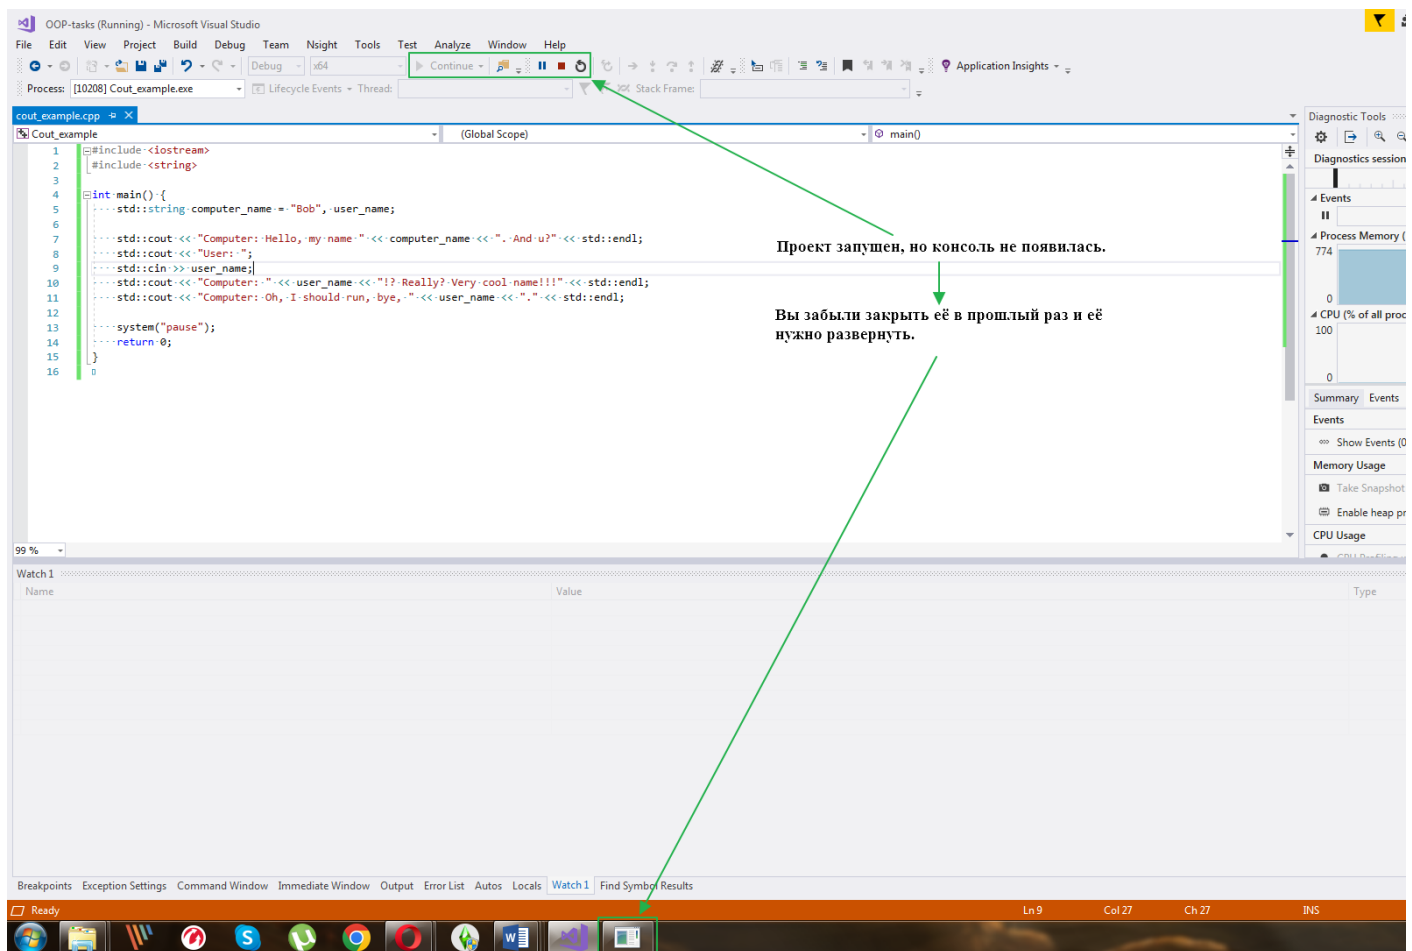 OOP-tasks (Running) - Microsoft Visual Studio
File Edit View Project Build Debug Team Nsight Tools Test Analyze Window Help
Debug x64 Continue Application Insights
Process: [10208] Cout_example.exe Lifecycle Events Thread: Stack Frame:
cout_example.cpp
Cout_example (Global Scope) main()
1 #include <iostream>
2 #include <string>
3
4 int main() {
5 std::string computer_name = "Bob", user_name;
6
7 std::cout << "Computer: Hello, my name " << computer_name << ". And u?" << std::endl;
8 std::cout << "User: ";
9 std::cin >> user_name;
10 std::cout << "Computer: " << user_name << "!? Really? Very cool name!!!" << std::endl;
11 std::cout << "Computer: Oh, I should run, bye, " << user_name << "." << std::endl;
12
13 system("pause");
14 return 0;
15 }
16
Проект запущен, но консоль не появилась.
Вы забыли закрыть её в прошлый раз и её
нужно развернуть.
99 %
Diagnostic Tools
Diagnostics session
Events
Process Memory (
774
0
CPU (% of all proc
100
0
Summary Events
Events
Show Events (0
Memory Usage
Take Snapshot
Enable heap pr
CPU Usage
Watch 1
Name Value Type
Breakpoints Exception Settings Command Window Immediate Window Output Error List Autos Locals Watch 1 Find Symbol Results
Ready Ln 9 Col 27 Ch 27 INS